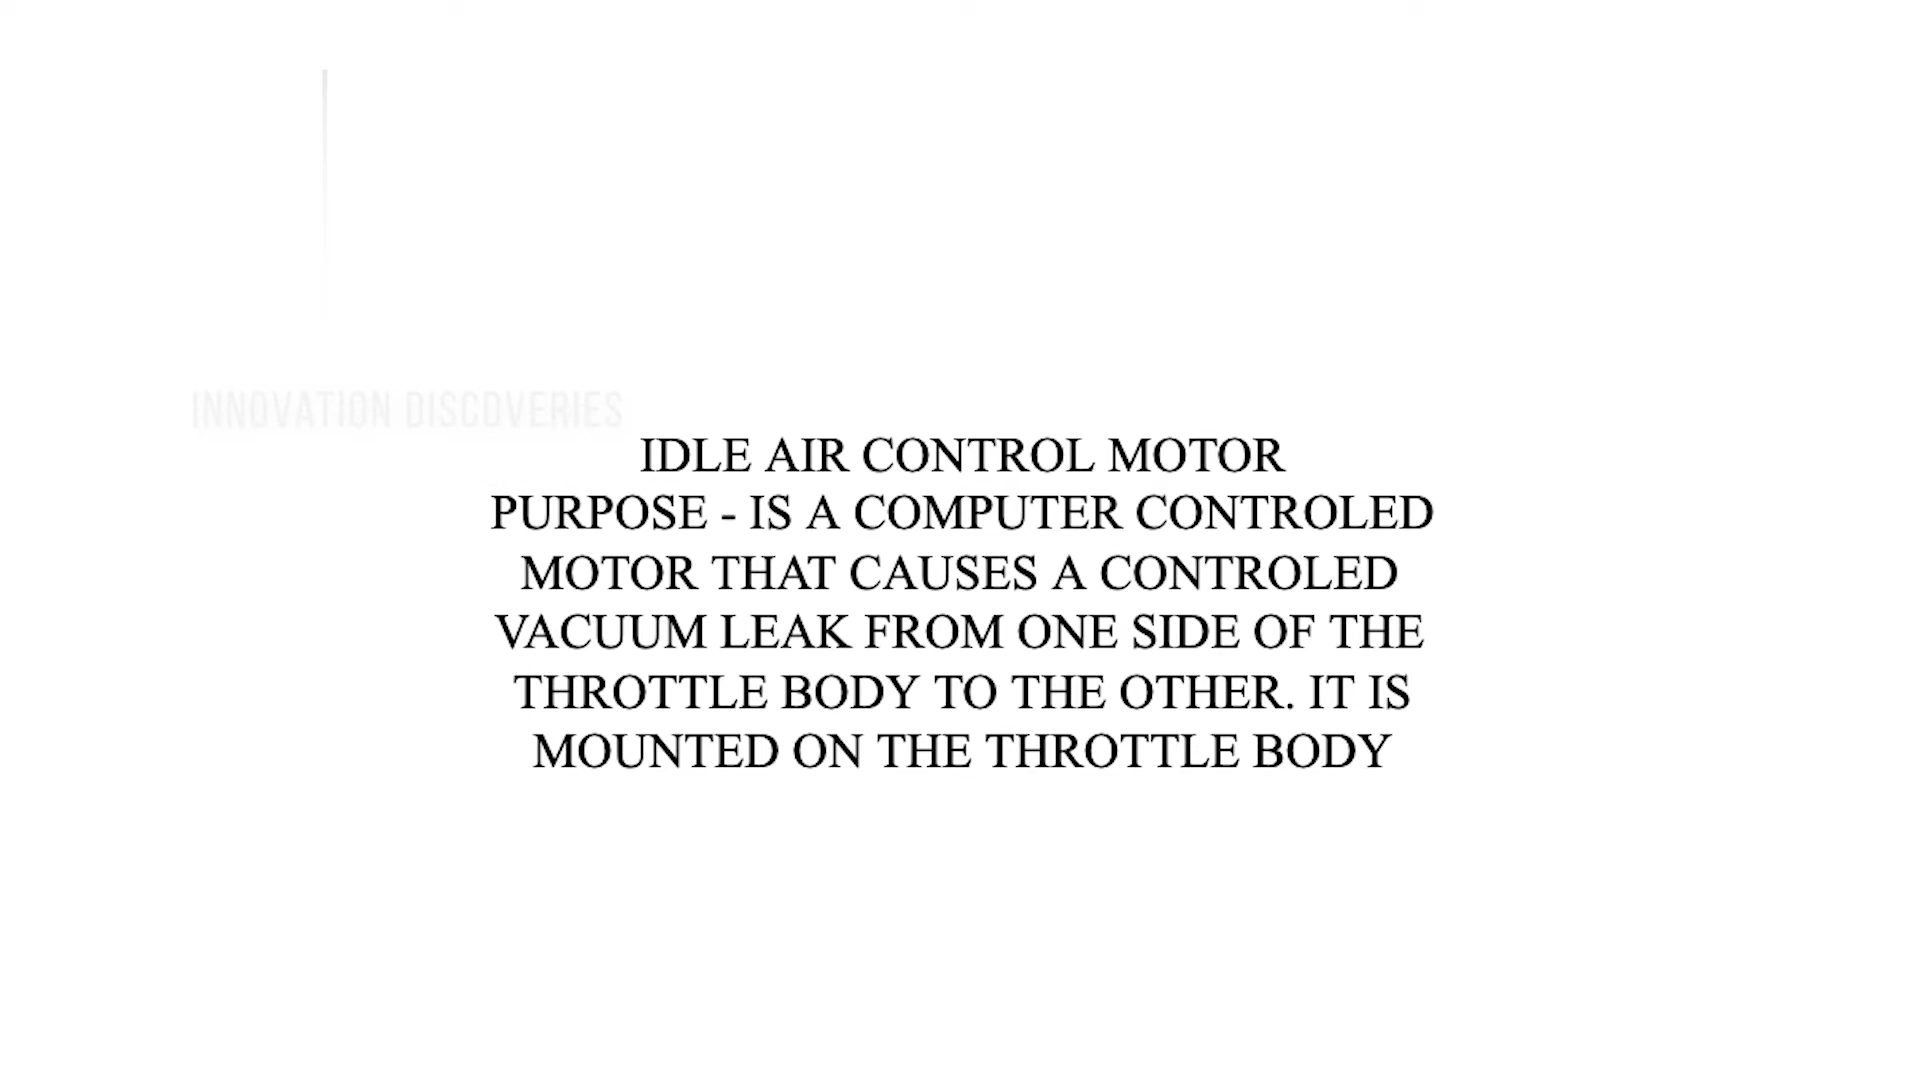 INNOVATION DISCOVERIES
IDLE AIR CONTROL MOTOR
PURPOSE - IS A COMPUTER CONTROLED
MOTOR THAT CAUSES A CONTROLED
VACUUM LEAK FROM ONE SIDE OF THE
THROTTLE BODY TO THE OTHER. IT IS
MOUNTED ON THE THROTTLE BODY